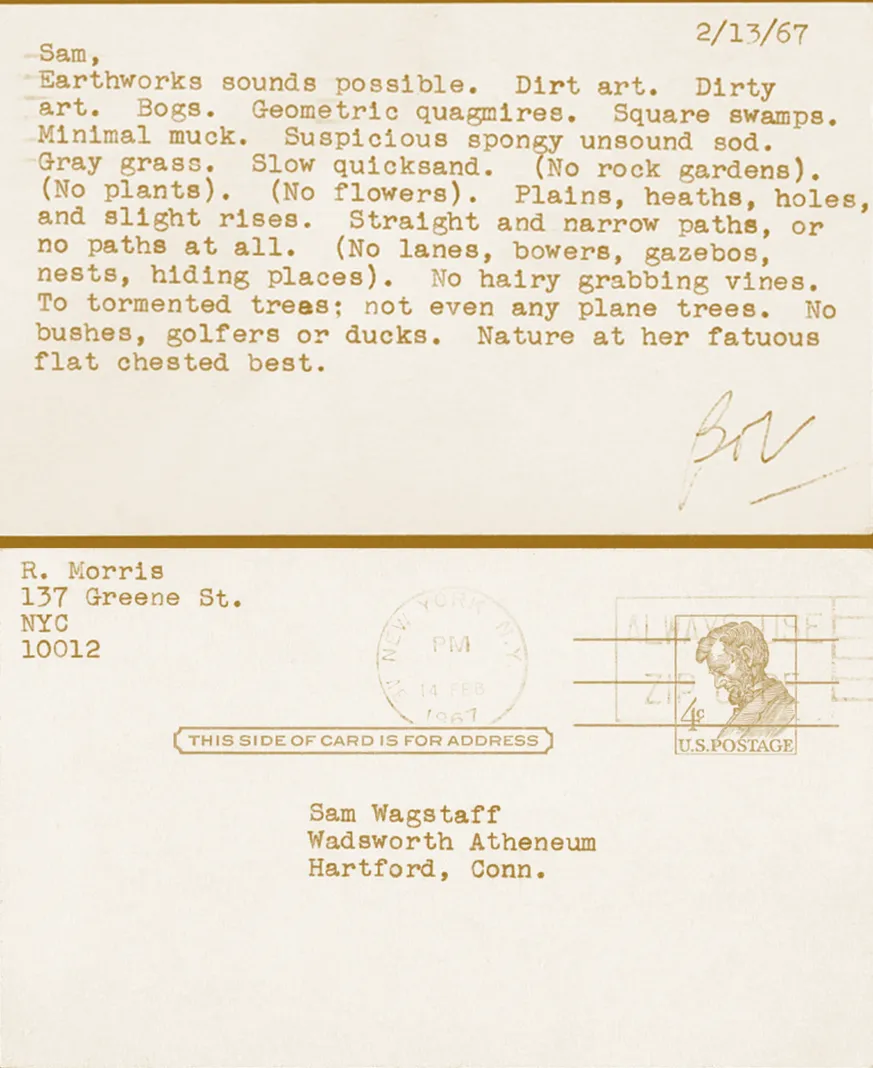 2/13/67
Sam,
Earthworks sounds possible.  Dirt art.  Dirty
art.  Bogs.  Geometric quagmires.  Square swamps.
Minimal muck.  Suspicious spongy unsound sod.
Gray grass.  Slow quicksand.  (No rock gardens).
(No plants).  (No flowers).  Plains, heaths, holes,
and slight rises.  Straight and narrow paths, or
no paths at all.  (No lanes, bowers, gazebos,
nests, hiding places).  No hairy grabbing vines.
To tormented treas; not even any plane trees.  No
bushes, golfers or ducks.  Nature at her fatuous
flat chested best.
Bob
R. Morris
137 Greene St.
NYC
10012
NEW YORK N.Y
PM
14 FEB
1967
ALWAYS USE
ZIP
4c
U.S.POSTAGE
THIS SIDE OF CARD IS FOR ADDRESS
Sam Wagstaff
Wadsworth Atheneum
Hartford, Conn.